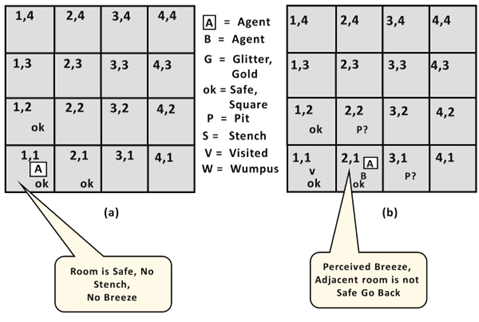 1,4 2,4 3,4 4,4
1,3 2,3 3,3 4,3
1,2 2,2 3,2 4,2
ok
1,1 2,1 3,1 4,1
A
ok ok
(a)
Room is Safe, No
Stench,
No Breeze
A = Agent
B = Agent
G = Glitter,
Gold
ok = Safe,
Square
P = Pit
S = Stench
V = Visited
W = Wumpus
1,4 2,4 3,4 4,4
1,3 2,3 3,3 4,3
1,2 2,2 3,2 4,2
ok P?
1,1 2,1 A 3,1 4,1
v B P?
ok ok
(b)
Perceived Breeze,
Adjacent room is not
Safe Go Back